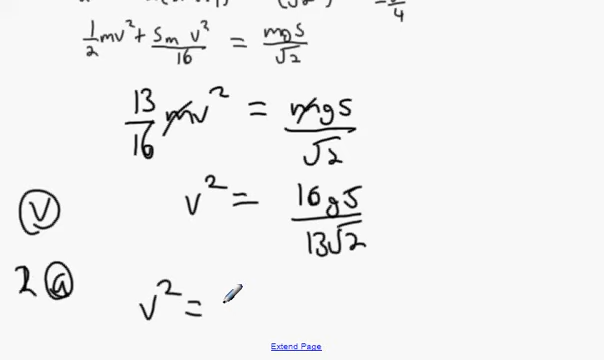 1/2 mv² + 5m/16 v² = mgs/√2
13/16 mv² = mgs/√2
v² = 16gs/13√2
(v)
2 (a) v² =
Extend Page